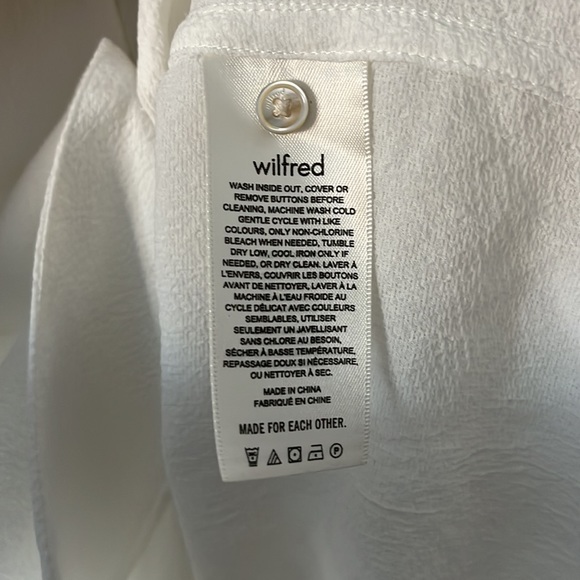 wilfred
WASH INSIDE OUT, COVER OR
REMOVE BUTTONS BEFORE
CLEANING, MACHINE WASH COLD
GENTLE CYCLE WITH LIKE
COLOURS, ONLY NON-CHLORINE
BLEACH WHEN NEEDED, TUMBLE
DRY LOW, COOL IRON ONLY IF
NEEDED, OR DRY CLEAN. LAVER À
L'ENVERS, COUVRIR LES BOUTONS
AVANT DE NETTOYER, LAVER À LA
MACHINE À L'EAU FROIDE AU
CYCLE DÉLICAT AVEC COULEURS
SEMBLABLES, UTILISER
SEULEMENT UN JAVELLISANT
SANS CHLORE AU BESOIN,
SÉCHER À BASSE TEMPÉRATURE,
REPASSAGE DOUX SI NÉCESSAIRE,
OU NETTOYER À SEC.
MADE IN CHINA
FABRIQUÉ EN CHINE
MADE FOR EACH OTHER.
P